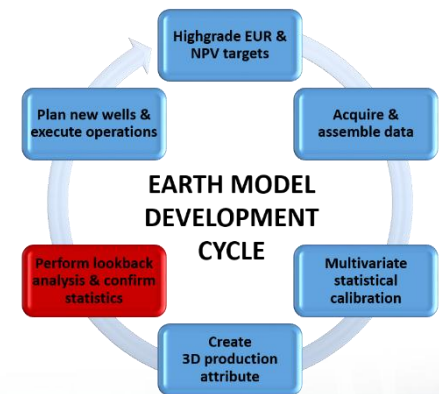 Highgrade EUR &
NPV targets
Plan new wells &
execute operations
Acquire &
assemble data
EARTH MODEL
DEVELOPMENT
CYCLE
Perform lookback
analysis & confirm
statistics
Multivariate
statistical
calibration
Create
3D production
attribute